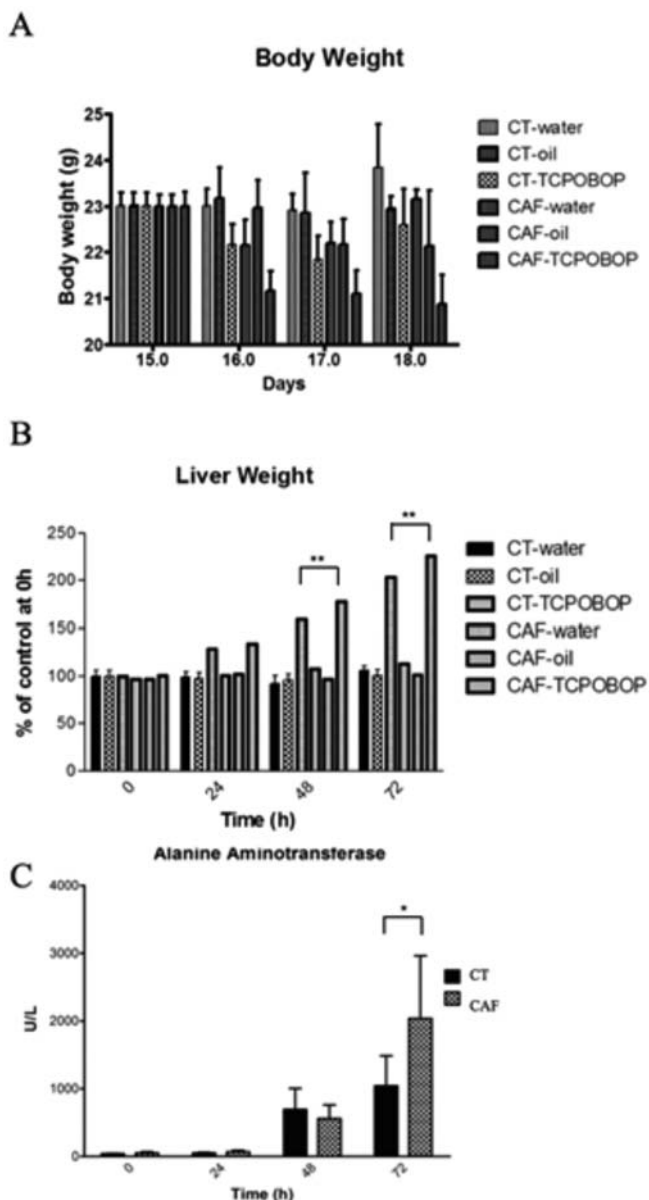 A
Body Weight
25
24
23
22
21
20
Body weight (g)
15.0 16.0 17.0 18.0
Days
CT-water
CT-oil
CT-TCPOBOP
CAF-water
CAF-oil
CAF-TCPOBOP
B
Liver Weight
250
200
150
100
50
0
% of control at 0h
** **
0 24 48 72
Time (h)
CT-water
CT-oil
CT-TCPOBOP
CAF-water
CAF-oil
CAF-TCPOBOP
C
Alanine Aminotransferase
4000
3000
2000
1000
0
U/L
*
0 24 48 72
Time (h)
CT
CAF